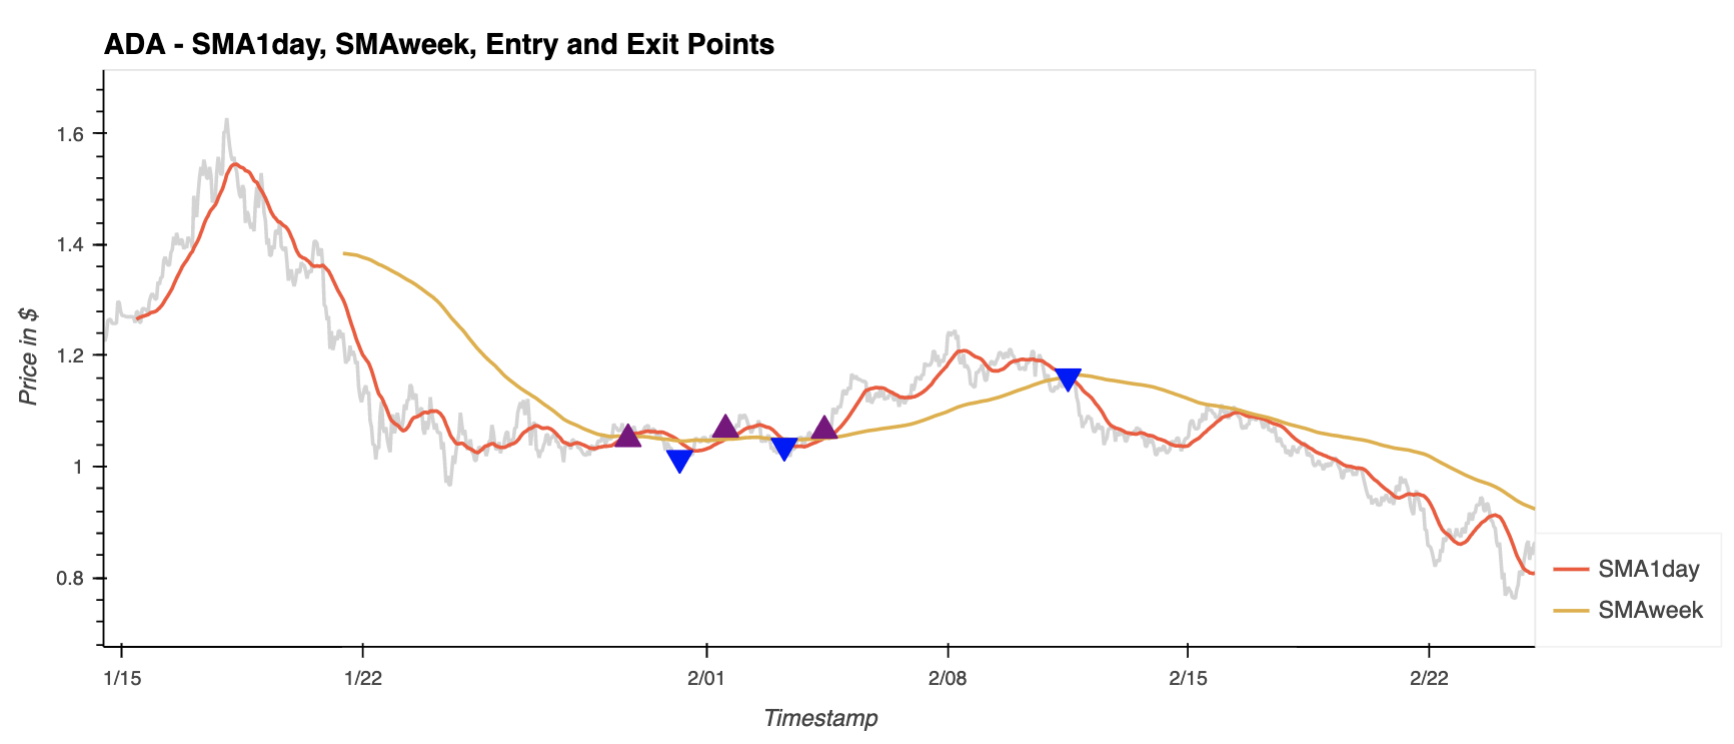 ADA - SMA1day, SMAweek, Entry and Exit Points
1.6
1.4
1.2
1
0.8
Price in $
1/15 1/22 2/01 2/08 2/15 2/22
Timestamp
SMA1day
SMAweek